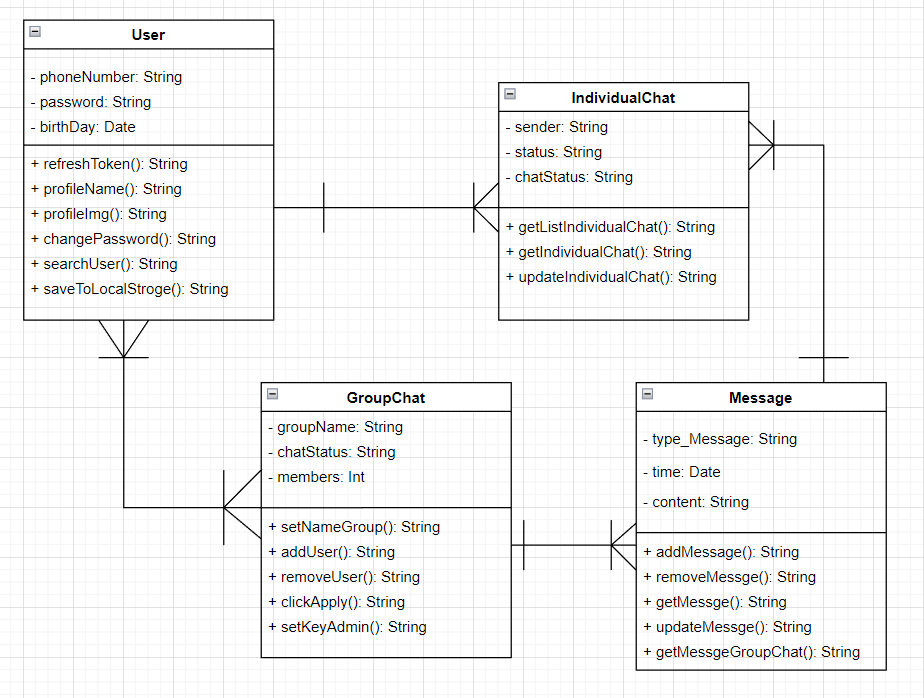 User
- phoneNumber: String
- password: String
- birthDay: Date
+ refreshToken(): String
+ profileName(): String
+ profileImg(): String
+ changePassword(): String
+ searchUser(): String
+ saveToLocalStroge(): String
IndividualChat
- sender: String
- status: String
- chatStatus: String
+ getListIndividualChat(): String
+ getIndividualChat(): String
+ updateIndividualChat(): String
GroupChat
- groupName: String
- chatStatus: String
- members: Int
+ setNameGroup(): String
+ addUser(): String
+ removeUser(): String
+ clickApply(): String
+ setKeyAdmin(): String
Message
- type_Message: String
- time: Date
- content: String
+ addMessage(): String
+ removeMessge(): String
+ getMessge(): String
+ updateMessge(): String
+ getMessgeGroupChat(): String